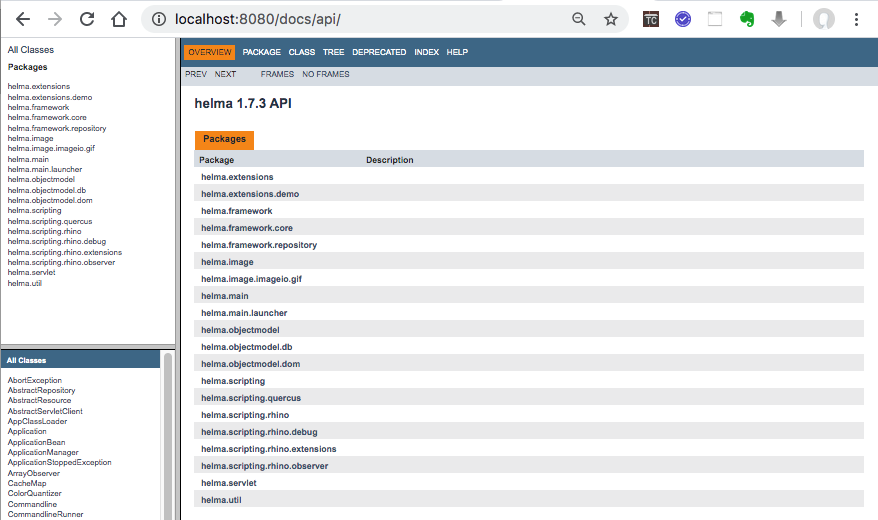 localhost:8080/docs/api/
TC
All Classes
Packages
helma.extensions
helma.extensions.demo
helma.framework
helma.framework.core
helma.framework.repository
helma.image
helma.image.imageio.gif
helma.main
helma.main.launcher
helma.objectmodel
helma.objectmodel.db
helma.objectmodel.dom
helma.scripting
helma.scripting.quercus
helma.scripting.rhino
helma.scripting.rhino.debug
helma.scripting.rhino.extensions
helma.scripting.rhino.observer
helma.servlet
helma.util
All Classes
AbortException
AbstractRepository
AbstractResource
AbstractServletClient
AppClassLoader
Application
ApplicationBean
ApplicationManager
ApplicationStoppedException
ArrayObserver
CacheMap
ColorQuantizer
Commandline
CommandlineRunner
OVERVIEW PACKAGE CLASS TREE DEPRECATED INDEX HELP
PREV NEXT FRAMES NO FRAMES
helma 1.7.3 API
Packages
Package Description
helma.extensions
helma.extensions.demo
helma.framework
helma.framework.core
helma.framework.repository
helma.image
helma.image.imageio.gif
helma.main
helma.main.launcher
helma.objectmodel
helma.objectmodel.db
helma.objectmodel.dom
helma.scripting
helma.scripting.quercus
helma.scripting.rhino
helma.scripting.rhino.debug
helma.scripting.rhino.extensions
helma.scripting.rhino.observer
helma.servlet
helma.util